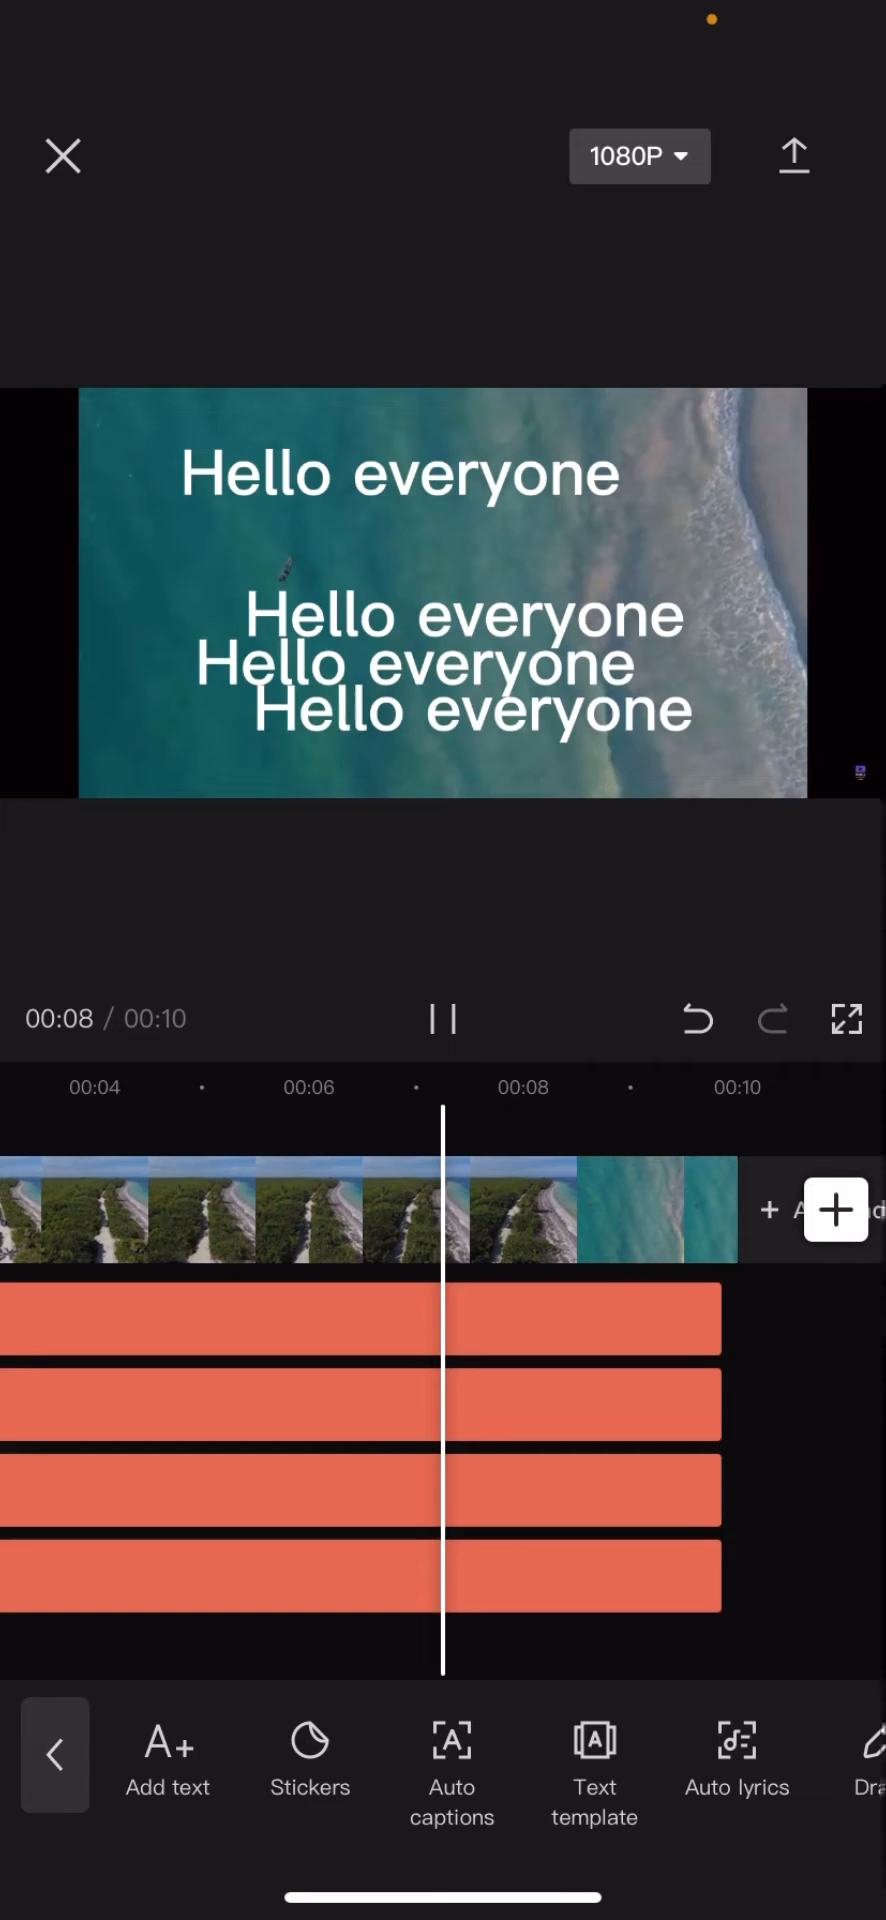 1080P
Hello everyone
Hello everyone
Hello everyone
Hello everyone
00:08 / 00:10
00:04
00:06
00:08
00:10
+ A
A+
Add text
Stickers
A
Auto
captions
A
Text
template
Auto lyrics